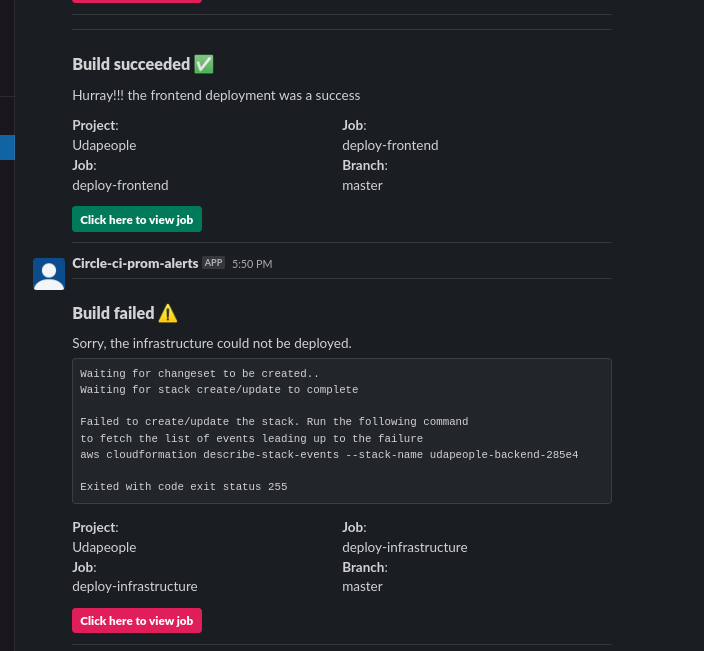 Build succeeded ✅
Hurray!!! the frontend deployment was a success
Project: Job:
Udapeople deploy-frontend
Job: Branch:
deploy-frontend master
Click here to view job
Circle-ci-prom-alerts APP 5:50 PM
Build failed ⚠️
Sorry, the infrastructure could not be deployed.
Waiting for changeset to be created..
Waiting for stack create/update to complete
Failed to create/update the stack. Run the following command
to fetch the list of events leading up to the failure
aws cloudformation describe-stack-events --stack-name udapeople-backend-285e4
Exited with code exit status 255
Project: Job:
Udapeople deploy-infrastructure
Job: Branch:
deploy-infrastructure master
Click here to view job